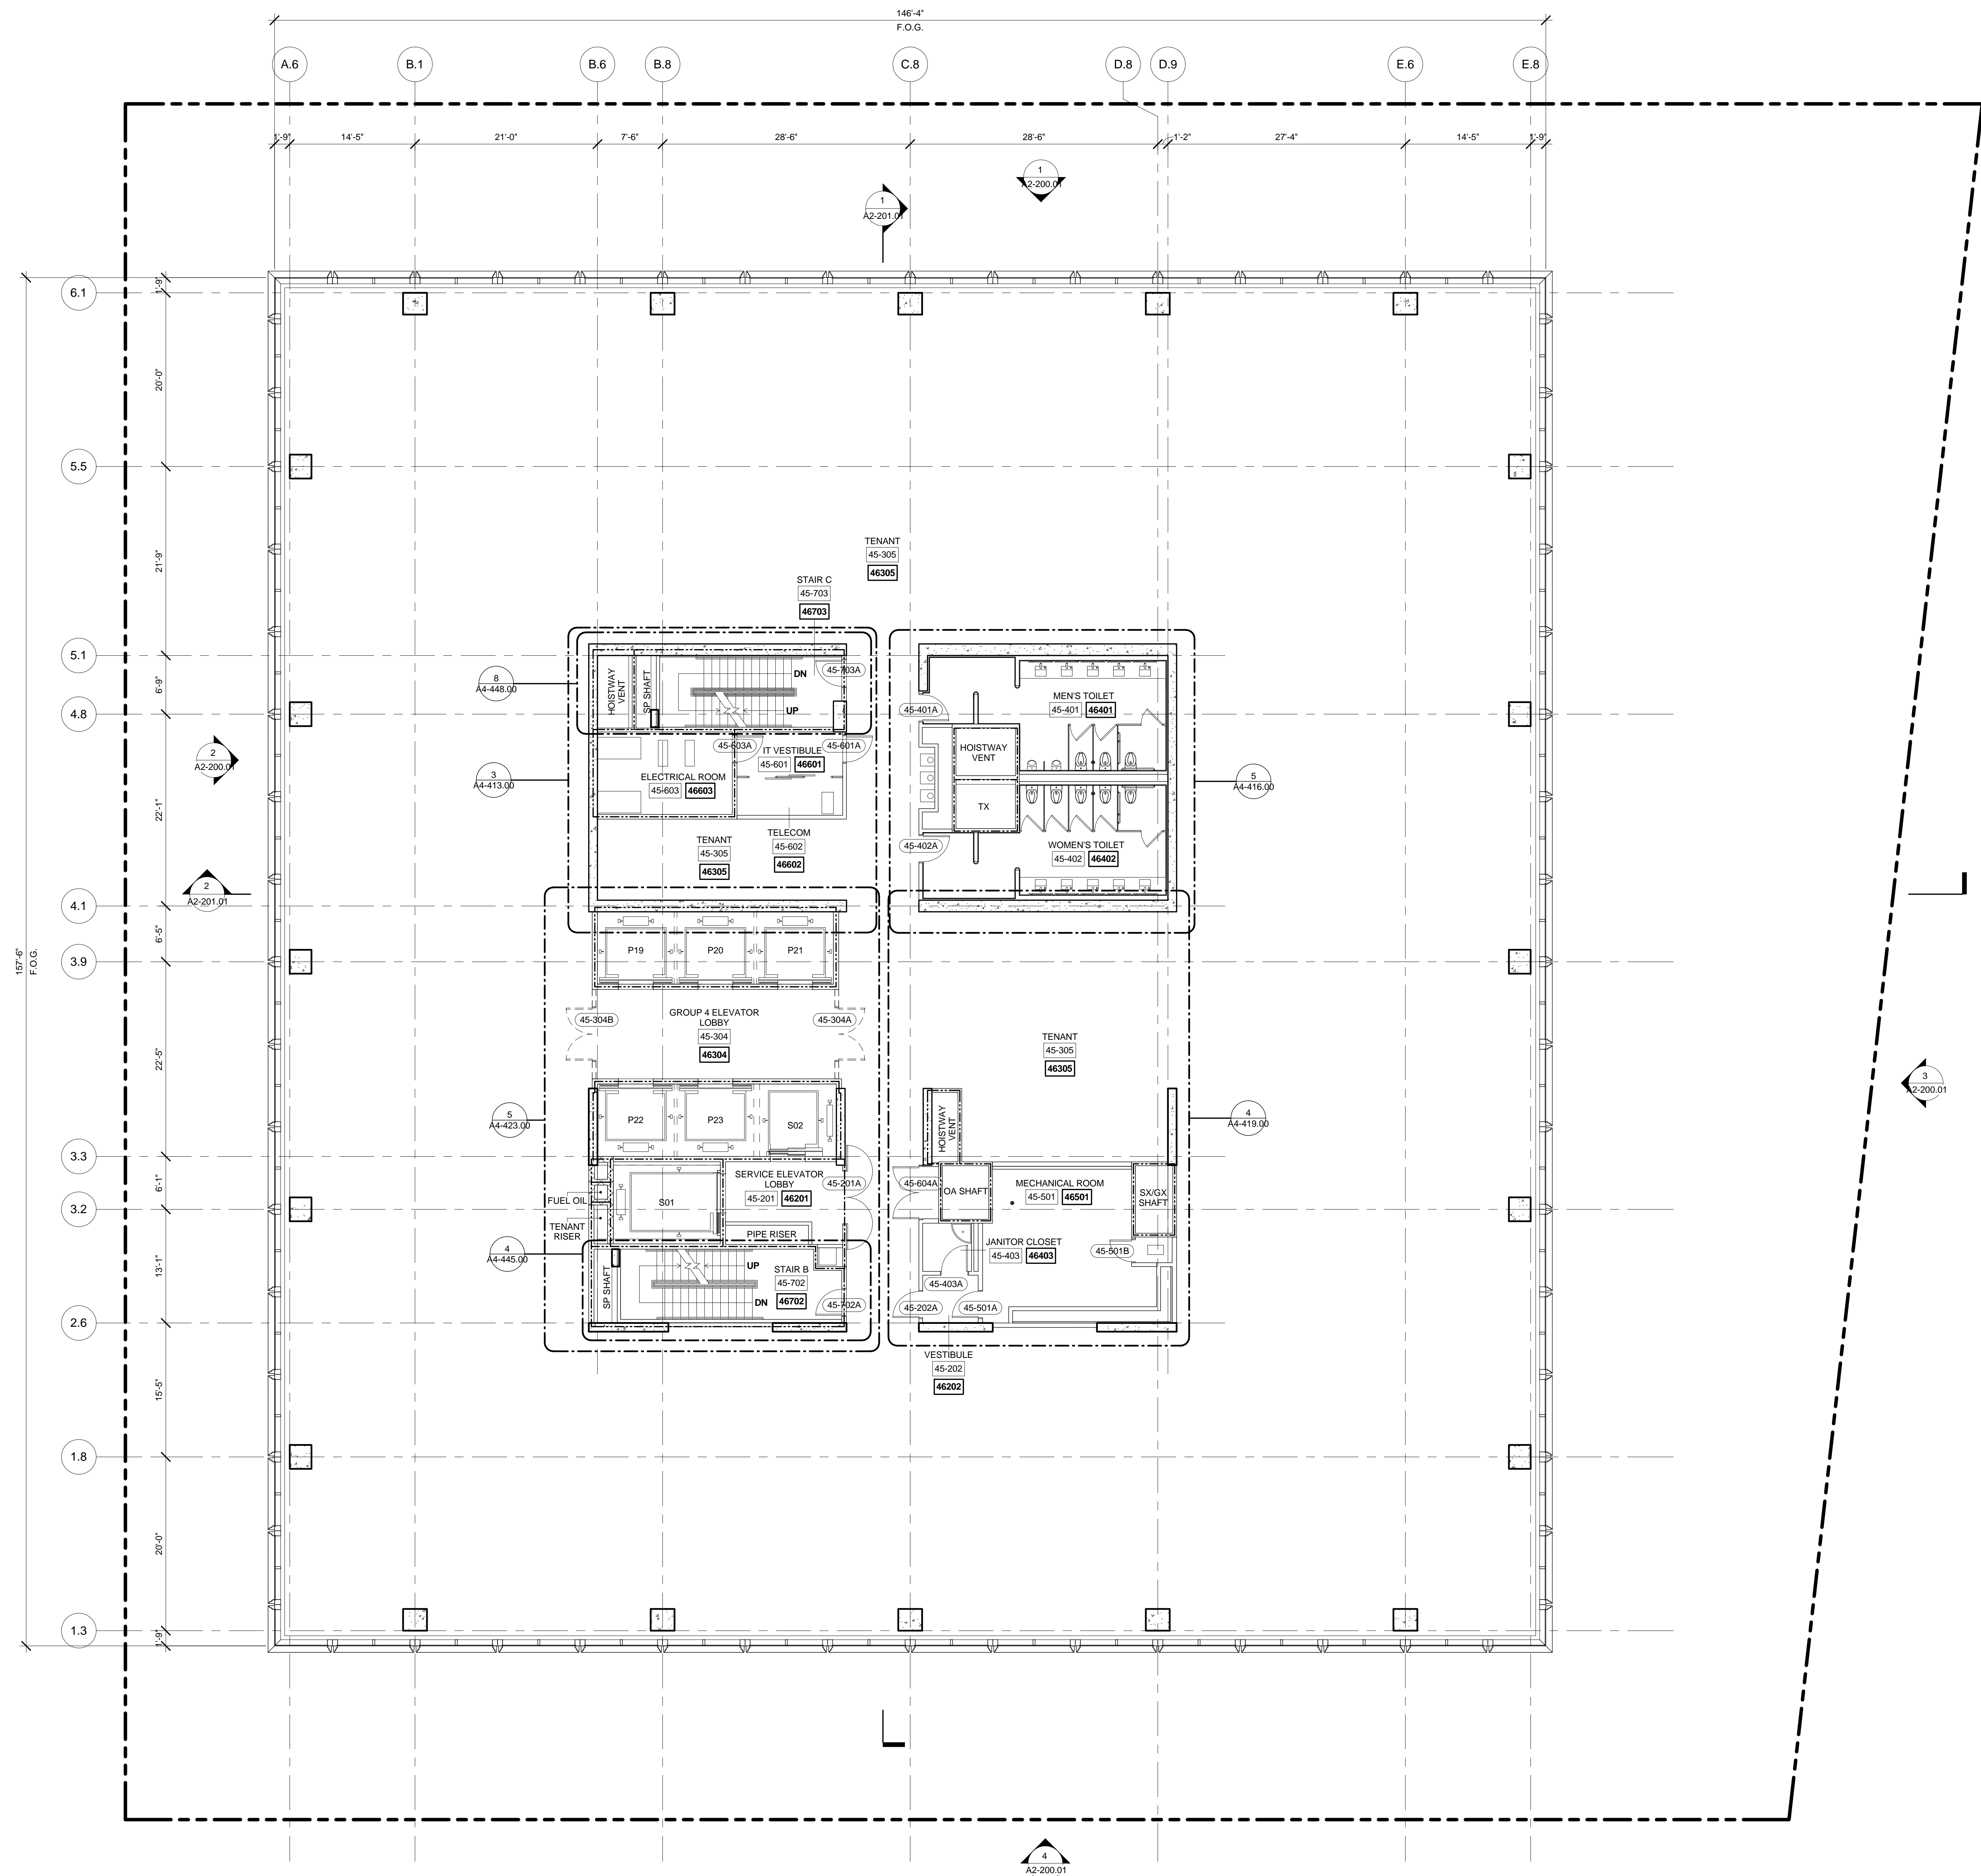 146'-4"
F.O.G.
A.6
B.1
B.6
B.8
C.8
D.8
D.9
E.6
E.8
1'-9"
14'-5"
21'-0"
7'-6"
28'-6"
28'-6"
1'-2"
27'-4"
14'-5"
1'-9"
1
A2-200.01
1
A2-201.01
6.1
5.5
5.1
4.8
4.1
3.9
3.3
3.2
2.6
1.8
1.3
1'-9"
20'-0"
21'-9"
6'-9"
22'-1"
6'-5"
22'-5"
6'-1"
13'-1"
15'-5"
20'-0"
1'-9"
157'-6"
F.O.G.
TENANT
45-305
46305
STAIR C
45-703
46703
8
A4-448.00
HOISTWAY
VENT
SP SHAFT
DN
UP
45-703A
45-603A
45-601A
IT VESTIBULE
45-601 46601
2
A2-200.01
3
A4-413.00
ELECTRICAL ROOM
45-603 46603
TELECOM
45-602
46602
TENANT
45-305
46305
45-401A
MEN'S TOILET
45-401 46401
HOISTWAY
VENT
TX
5
A4-416.00
45-402A
WOMEN'S TOILET
45-402 46402
2
A2-201.01
P19
P20
P21
45-304B
GROUP 4 ELEVATOR
LOBBY
45-304
46304
45-304A
TENANT
45-305
46305
3
A2-200.01
5
A4-423.00
P22
P23
S02
HOISTWAY
VENT
4
A4-419.00
SERVICE ELEVATOR
LOBBY
45-201 46201
45-201A
S01
FUEL OIL
TENANT
RISER
PIPE RISER
45-604A
OA SHAFT
MECHANICAL ROOM
45-501 46501
SX/GX
SHAFT
JANITOR CLOSET
45-403 46403
45-501B
45-403A
4
A4-445.00
SP SHAFT
UP
DN
STAIR B
45-702
46702
45-702A
45-202A
45-501A
VESTIBULE
45-202
46202
4
A2-200.01